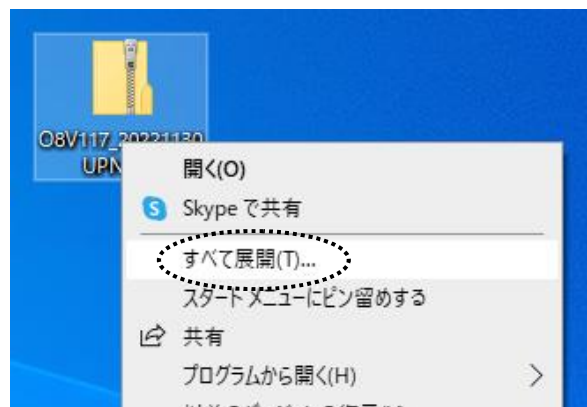 O8V117_20221130
UPN
開く(O)
Skype で共有
すべて展開(T)...
スタート メニューにピン留めする
共有
プログラムから開く(H)